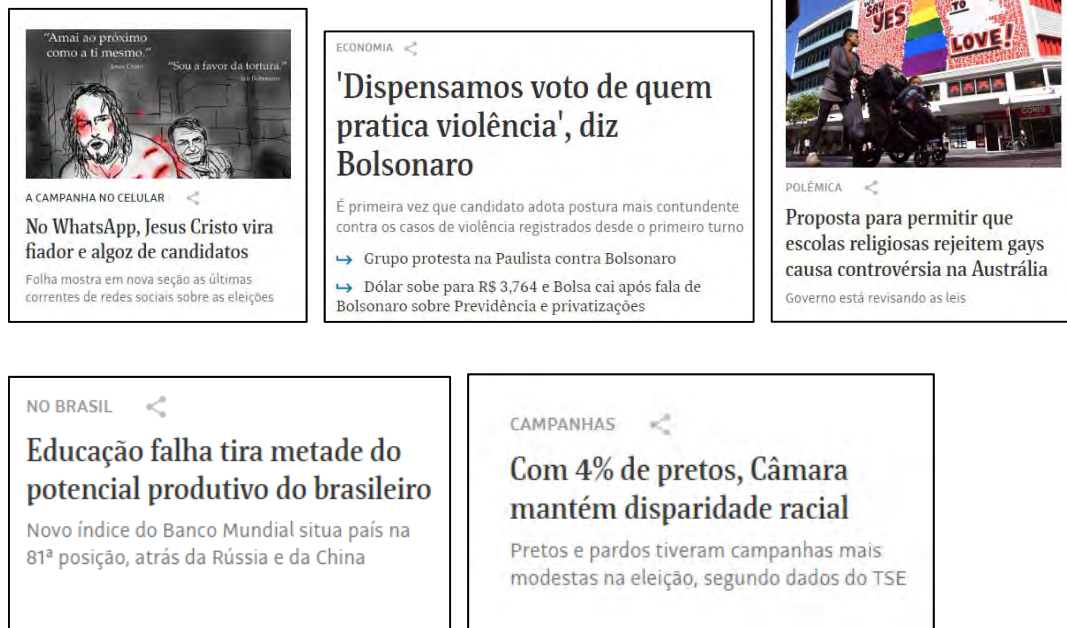 "Amai ao próximo
como a ti mesmo."
Jesus Cristo
"Sou a favor da tortura."
Jair Bolsonaro
A CAMPANHA NO CELULAR
No WhatsApp, Jesus Cristo vira
fiador e algoz de candidatos
Folha mostra em nova seção as últimas
correntes de redes sociais sobre as eleições
ECONOMIA
'Dispensamos voto de quem
pratica violência', diz
Bolsonaro
É primeira vez que candidato adota postura mais contundente
contra os casos de violência registrados desde o primeiro turno
Grupo protesta na Paulista contra Bolsonaro
Dólar sobe para R$ 3,764 e Bolsa cai após fala de
Bolsonaro sobre Previdência e privatizações
SAY
YES
TO
LOVE!
coles
POLÊMICA
Proposta para permitir que
escolas religiosas rejeitem gays
causa controvérsia na Austrália
Governo está revisando as leis
NO BRASIL
Educação falha tira metade do
potencial produtivo do brasileiro
Novo índice do Banco Mundial situa país na
81ª posição, atrás da Rússia e da China
CAMPANHAS
Com 4% de pretos, Câmara
mantém disparidade racial
Pretos e pardos tiveram campanhas mais
modestas na eleição, segundo dados do TSE